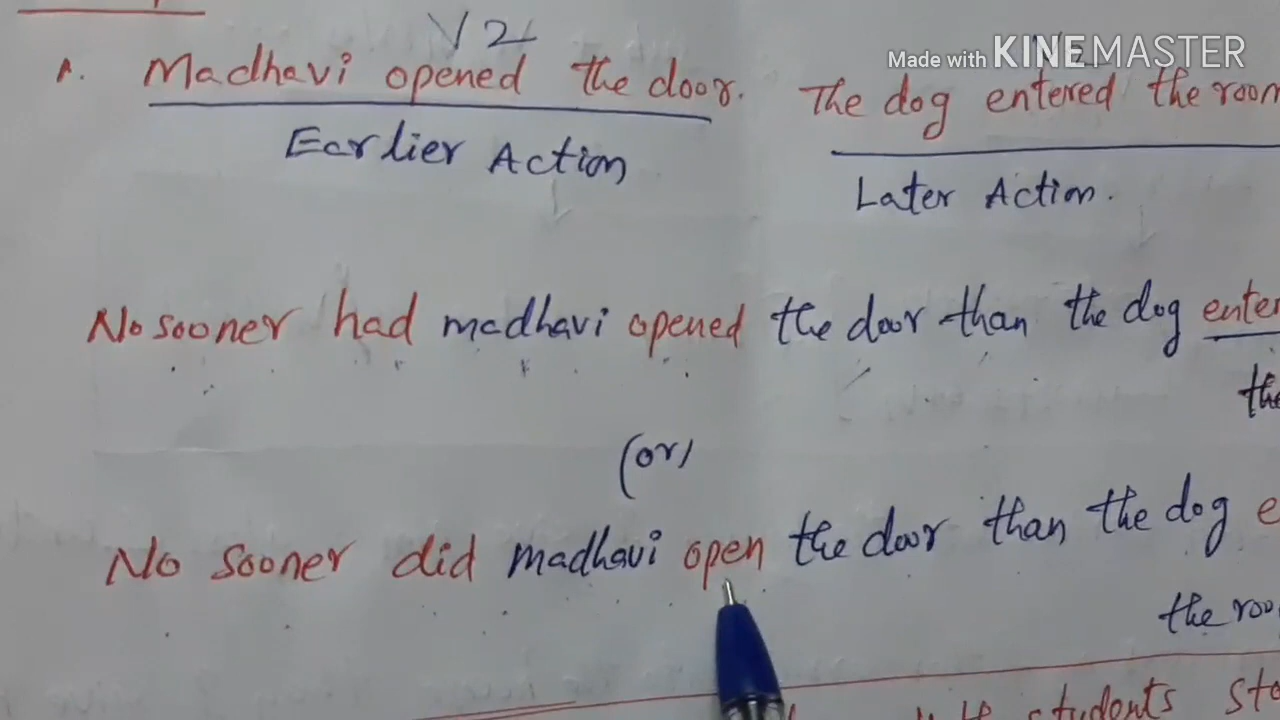 V2
Made with KINEMASTER
1. Madhavi opened the door. The dog entered the room
Earlier Action
Later Action.
No sooner had madhavi opened the door than the dog enter
the
(or)
No sooner did madhavi open the door than the dog e
the roo
students sto